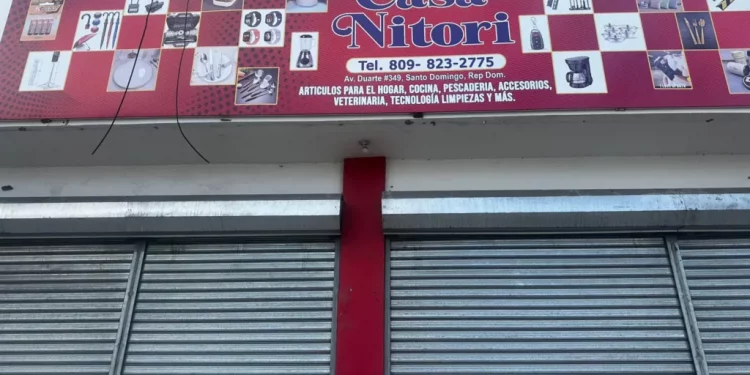 Casa
Nitori
Tel. 809- 823-2775
Av. Duarte #349, Santo Domingo, Rep Dom.
ARTICULOS PARA EL HOGAR, COCINA, PESCADERIA, ACCESORIOS,
VETERINARIA, TECNOLOGÍA LIMPIEZAS Y MÁS.